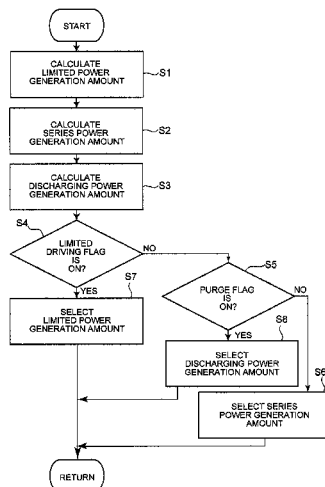 START
CALCULATE
LIMITED POWER
GENERATION AMOUNT
S1
CALCULATE
SERIES POWER
GENERATION AMOUNT
S2
CALCULATE
DISCHARGING POWER
GENERATION AMOUNT
S3
S4
LIMITED
DRIVING FLAG
IS
ON?
NO
YES
S5
PURGE FLAG
IS
ON?
NO
YES
S7
SELECT
LIMITED POWER
GENERATION AMOUNT
S8
SELECT
DISCHARGING POWER
GENERATION AMOUNT
S6
SELECT SERIES
POWER GENERATION
AMOUNT
RETURN